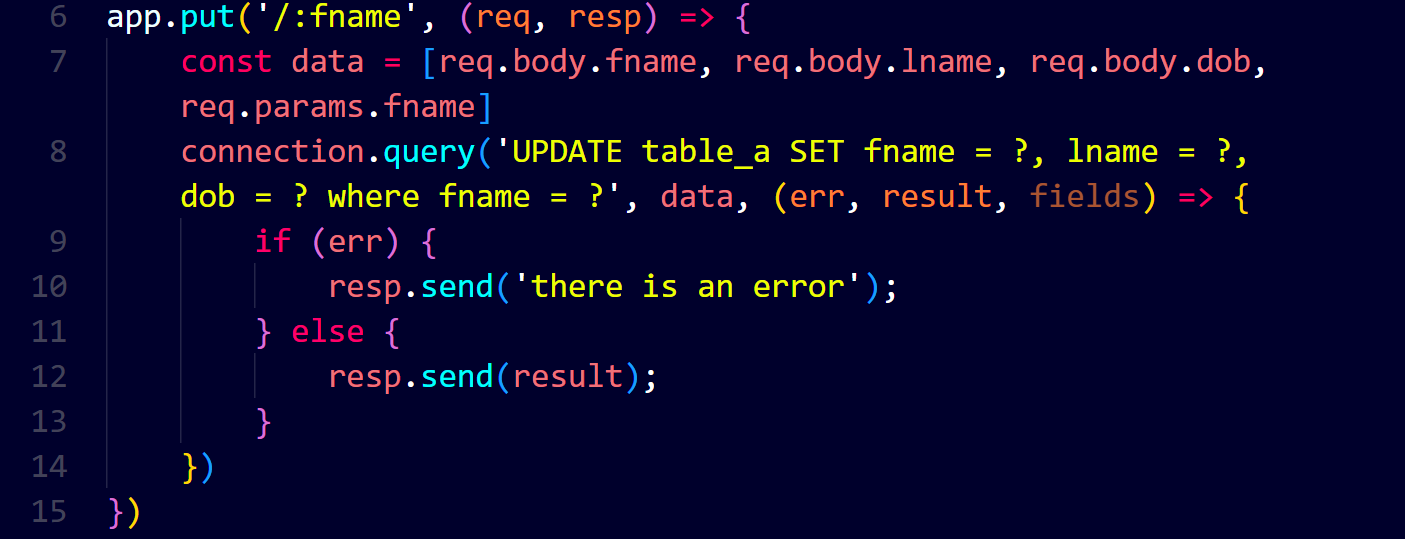 6 app.put('/:fname', (req, resp) => {
7 const data = [req.body.fname, req.body.lname, req.body.dob,
req.params.fname]
8 connection.query('UPDATE table_a SET fname = ?, lname = ?,
dob = ? where fname = ?', data, (err, result, fields) => {
9 if (err) {
10 resp.send('there is an error');
11 } else {
12 resp.send(result);
13 }
14 })
15 })